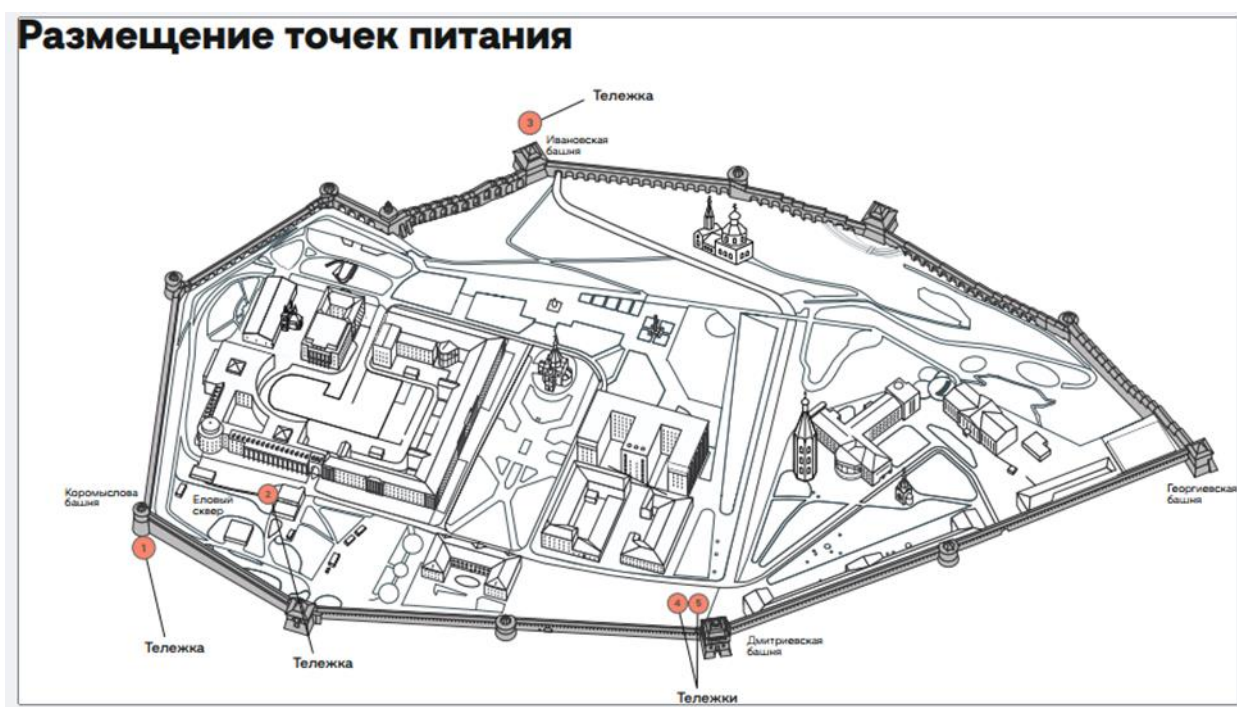 Размещение точек питания
Тележка
3
Ивановская
башня
Коромыслова
башня
Еловый
сквер
2
1
Георгиевская
башня
4
5
Дмитриевская
башня
Тележка
Тележка
Тележки